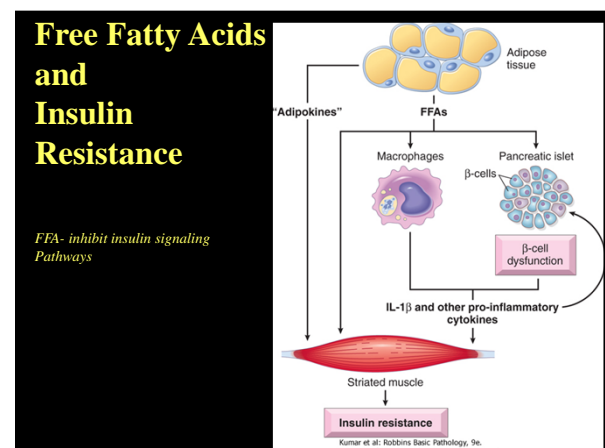 Free Fatty Acids
and
Insulin
Resistance
FFA- inhibit insulin signaling
Pathways
Adipose
tissue
“Adipokines”
FFAs
Macrophages
Pancreatic islet
β-cells
β-cell
dysfunction
IL-1β and other pro-inflammatory
cytokines
Striated muscle
Insulin resistance
Kumar et al: Robbins Basic Pathology, 9e.